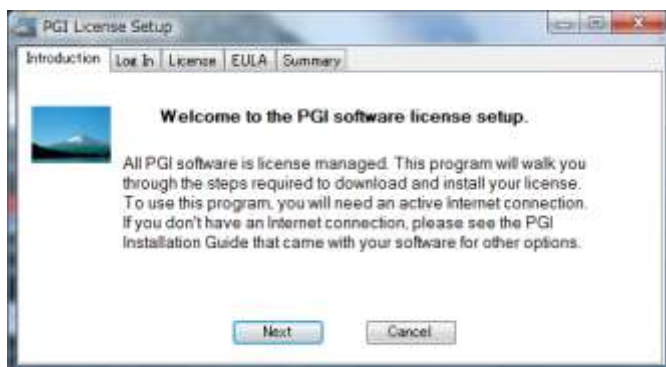 PGI License Setup
Introduction Log In License EULA Summary
Welcome to the PGI software license setup.
All PGI software is license managed. This program will walk you
through the steps required to download and install your license.
To use this program, you will need an active Internet connection.
If you don't have an Internet connection, please see the PGI
Installation Guide that came with your software for other options.
Next Cancel